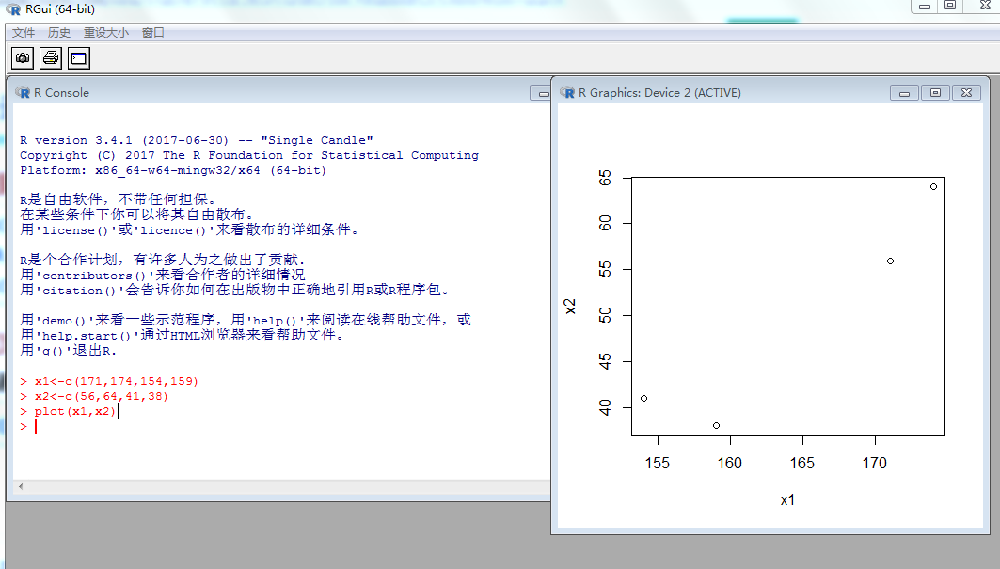 RGui (64-bit)
文件 历史 重设大小 窗口
R Console
R version 3.4.1 (2017-06-30) -- "Single Candle"
Copyright (C) 2017 The R Foundation for Statistical Computing
Platform: x86_64-w64-mingw32/x64 (64-bit)
R是自由软件，不带任何担保。
在某些条件下你可以将其自由散布。
用'license()'或'licence()'来看散布的详细条件。
R是个合作计划，有许多人为之做出了贡献.
用'contributors()'来看合作者的详细情况
用'citation()'会告诉你如何在出版物中正确地引用R或R程序包。
用'demo()'来看一些示范程序，用'help()'来阅读在线帮助文件，或
用'help.start()'通过HTML浏览器来看帮助文件。
用'q()'退出R.
> x1<-c(171,174,154,159)
> x2<-c(56,64,41,38)
> plot(x1,x2)
>
R Graphics: Device 2 (ACTIVE)
65
60
55
50
45
40
x2
155 160 165 170
x1